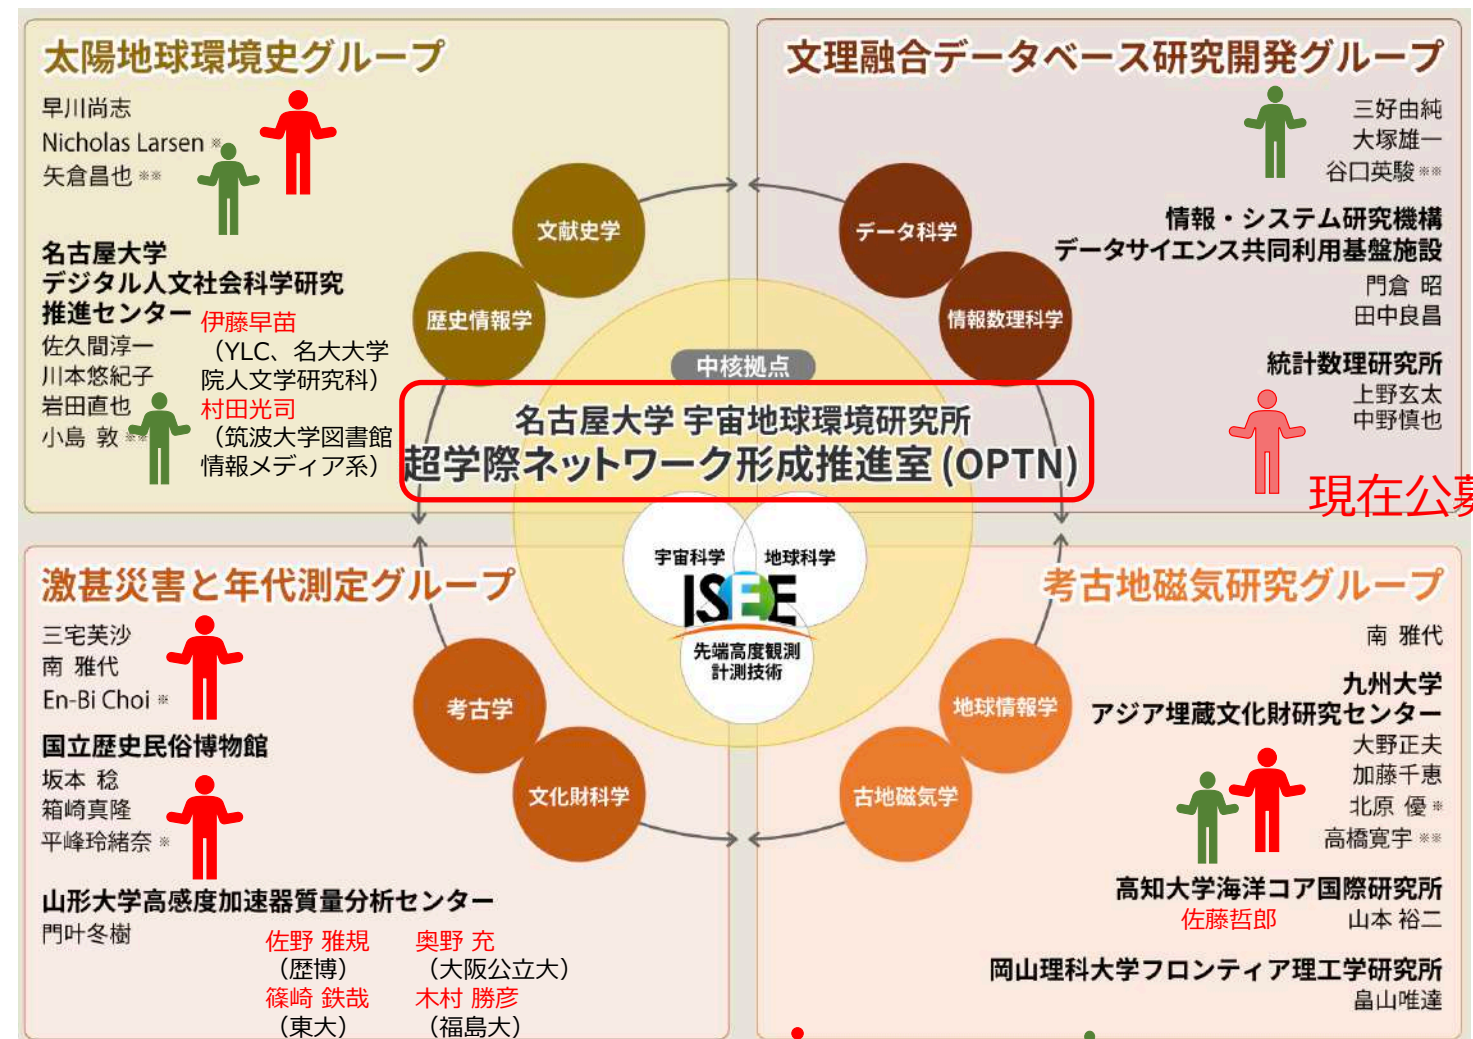 太陽地球環境史グループ
早川尚志
Nicholas Larsen ※
矢倉昌也 ※※
名古屋大学
デジタル人文社会科学研究
推進センター
佐久間淳一
川本悠紀子
岩田直也
小島 敦 ※※
伊藤早苗
（YLC、名大大学
院人文学研究科）
村田光司
（筑波大学図書館
情報メディア系）
文献史学
歴史情報学
文理融合データベース研究開発グループ
三好由純
大塚雄一
谷口英駿 ※※
情報・システム研究機構
データサイエンス共同利用基盤施設
門倉 昭
田中良昌
統計数理研究所
上野玄太
中野慎也
現在公募
データ科学
情報数理科学
中核拠点
名古屋大学 宇宙地球環境研究所
超学際ネットワーク形成推進室 (OPTN)
宇宙科学
地球科学
ISEE
先端高度観測
計測技術
激甚災害と年代測定グループ
三宅芙沙
南 雅代
En-Bi Choi ※
国立歴史民俗博物館
坂本 稔
箱崎真隆
平峰玲緒奈 ※
山形大学高感度加速器質量分析センター
門叶冬樹
佐野 雅規
（歴博）
篠崎 鉄哉
（東大）
奥野 充
（大阪公立大）
木村 勝彦
（福島大）
考古学
文化財科学
考古地磁気研究グループ
南 雅代
九州大学
アジア埋蔵文化財研究センター
大野正夫
加藤千恵
北原 優 ※
高橋寛宇 ※※
高知大学海洋コア国際研究所
佐藤哲郎
山本 裕二
岡山理科大学フロンティア理工学研究所
畠山唯達
地球情報学
古地磁気学